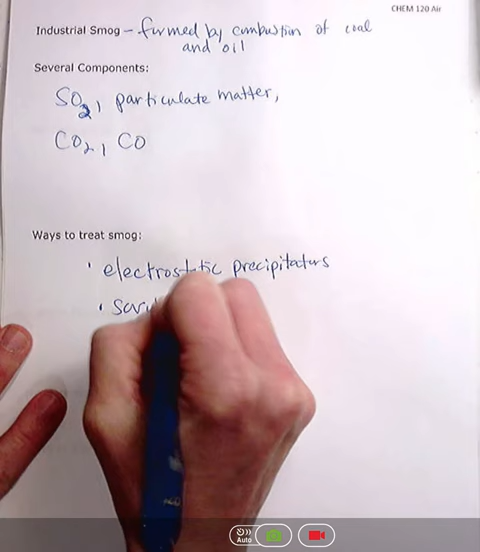 CHEM 120 Air
Industrial Smog – formed by combustion of coal
and oil
Several Components:
SO₂, particulate matter,
CO₂, CO
Ways to treat smog:
• electrostatic precipitators
•
Auto